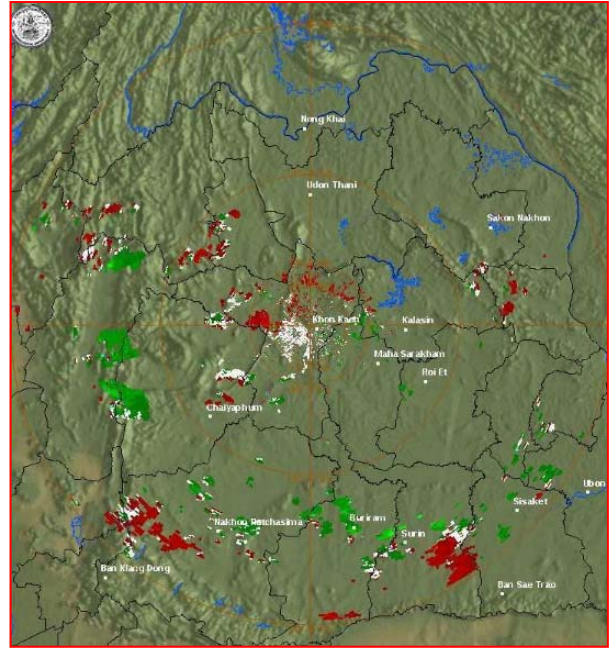 Nong Khai
Udon Thani
Sakon Nakhon
Khon Kaen
Kalasin
Maha Sarakham
Roi Et
Chaiyaphum
Sisaket
Ubon
Nakhon Ratchasima
Buriram
Surin
Ban Klang Dong
Ban Sae Trao